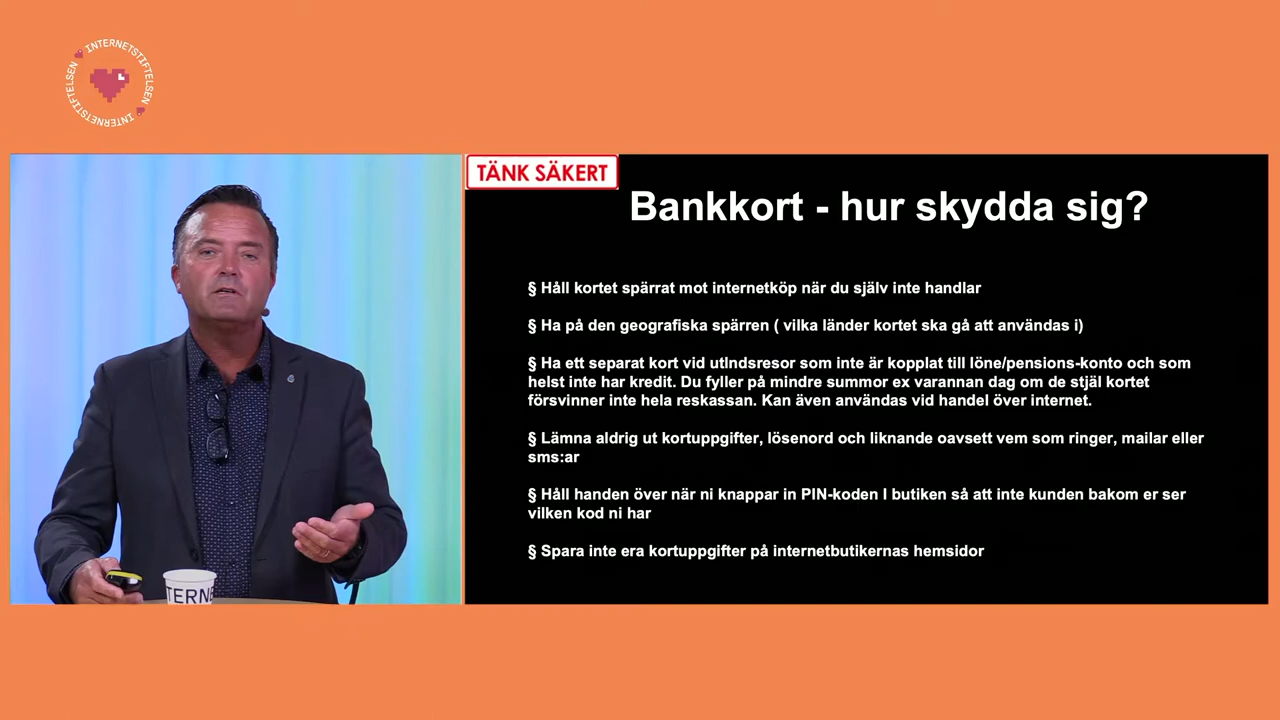 INTERNETSTIFTELSEN
INTERNETSTIFTELSEN
TÄNK SÄKERT
Bankkort - hur skydda sig?
§ Håll kortet spärrat mot internetköp när du själv inte handlar
§ Ha på den geografiska spärren ( vilka länder kortet ska gå att användas i)
§ Ha ett separat kort vid utlndsresor som inte är kopplat till löne/pensions-konto och som
helst inte har kredit. Du fyller på mindre summor ex varannan dag om de stjäl kortet
försvinner inte hela reskassan. Kan även användas vid handel över internet.
§ Lämna aldrig ut kortuppgifter, lösenord och liknande oavsett vem som ringer, mailar eller
sms:ar
§ Håll handen över när ni knappar in PIN-koden I butiken så att inte kunden bakom er ser
vilken kod ni har
§ Spara inte era kortuppgifter på internetbutikernas hemsidor
TERNE